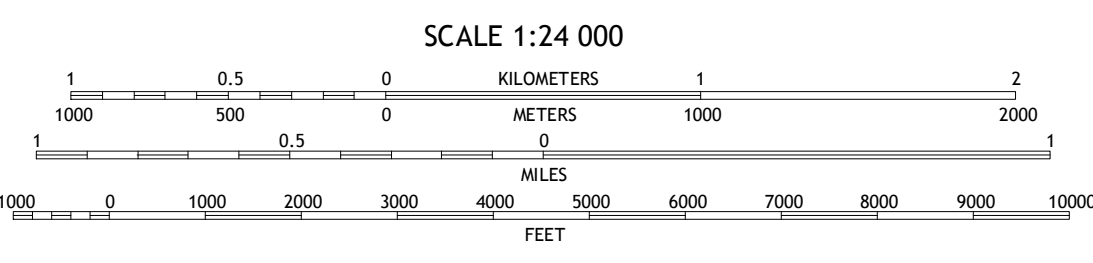 SCALE 1:24 000
1 0.5 0 KILOMETERS 1 2
1000 500 0 METERS 1000 2000
1 0.5 0 1
MILES
1000 0 1000 2000 3000 4000 5000 6000 7000 8000 9000 10000
FEET